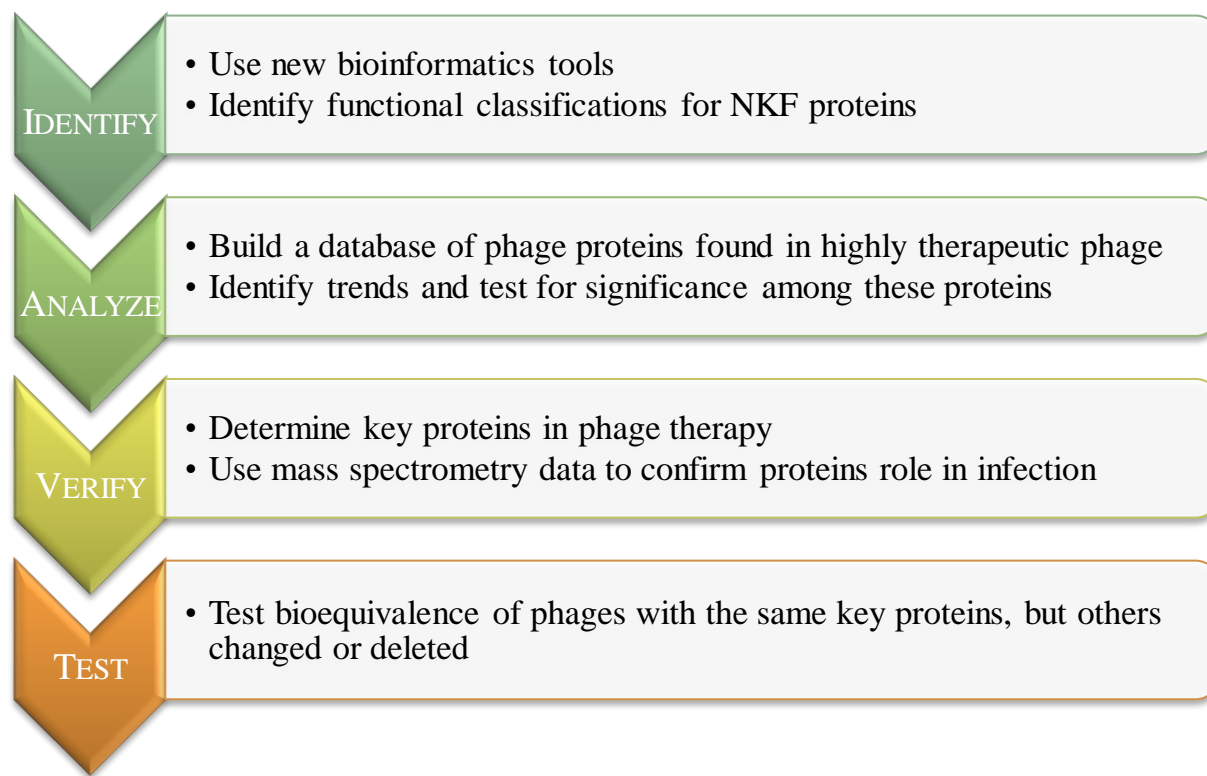 IDENTIFY
• Use new bioinformatics tools
• Identify functional classifications for NKF proteins
ANALYZE
• Build a database of phage proteins found in highly therapeutic phage
• Identify trends and test for significance among these proteins
VERIFY
• Determine key proteins in phage therapy
• Use mass spectrometry data to confirm proteins role in infection
TEST
• Test bioequivalence of phages with the same key proteins, but others
changed or deleted